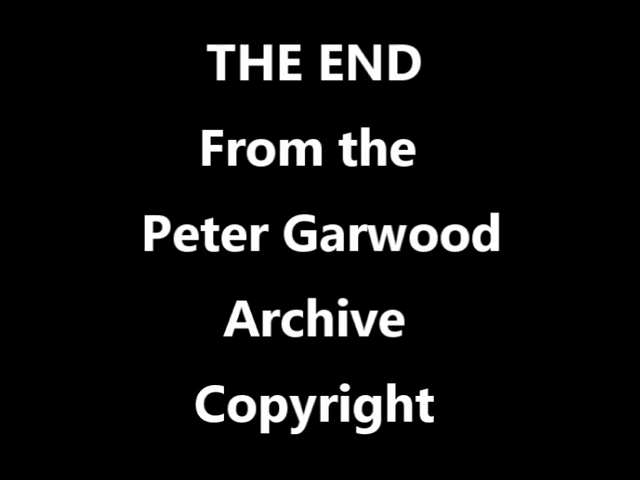 THE END
From the
Peter Garwood
Archive
Copyright